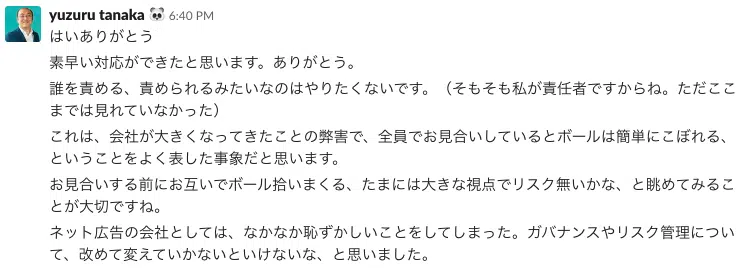 yuzuru tanaka 🐼 6:40 PM
はいありがとう
素早い対応ができたと思います。ありがとう。
誰を責める、責められるみたいなのはやりたくないです。（そもそも私が責任者ですからね。ただここ
までは見れていなかった）
これは、会社が大きくなってきたことの弊害で、全員でお見合いしているとボールは簡単にこぼれる、
ということをよく表した事象だと思います。
お見合いする前にお互いでボール拾いまくる、たまには大きな視点でリスク無いかな、と眺めてみるこ
とが大切ですね。
ネット広告の会社としては、なかなか恥ずかしいことをしてしまった。ガバナンスやリスク管理につい
て、改めて変えていかないといけないな、と思いました。